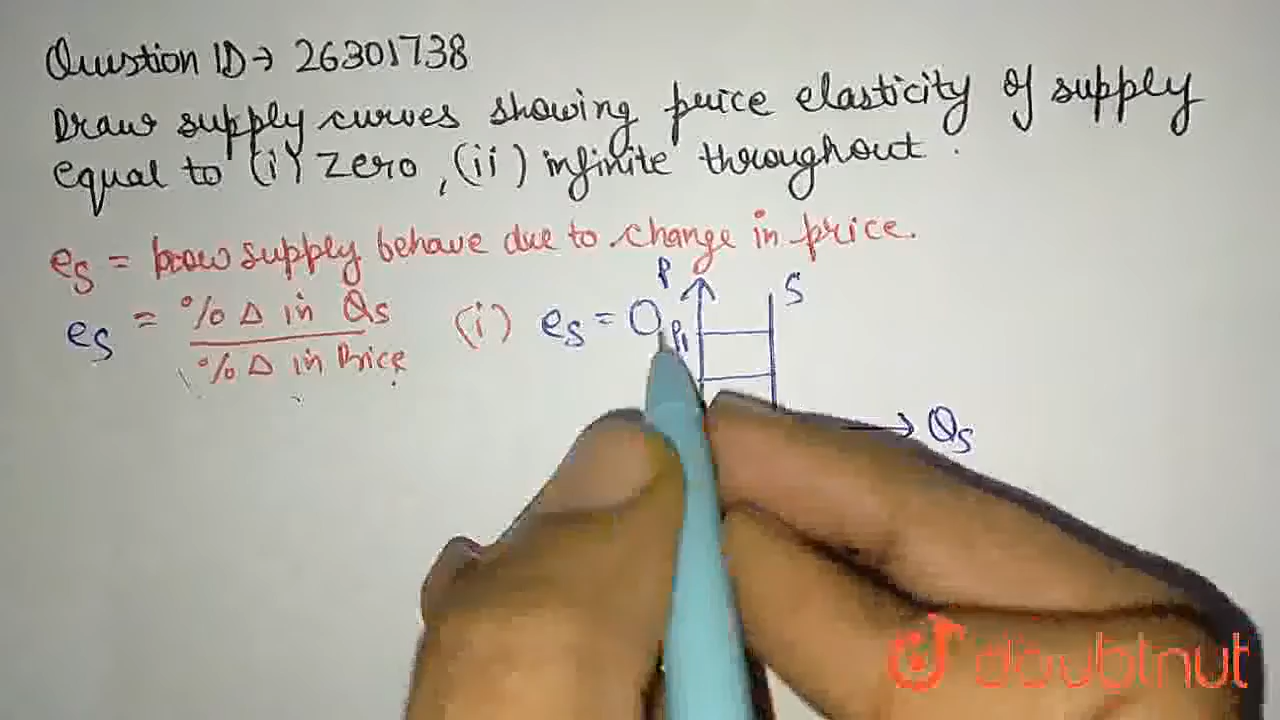 Question ID → 26301738
Draw supply curves showing price elasticity of supply
equal to (i) Zero, (ii) infinite throughout.
es = how supply behave due to change in price.
es = % Δ in Qs / % Δ in Price
(i) es = 0
P
S
P1
→ Qs
doubtnut